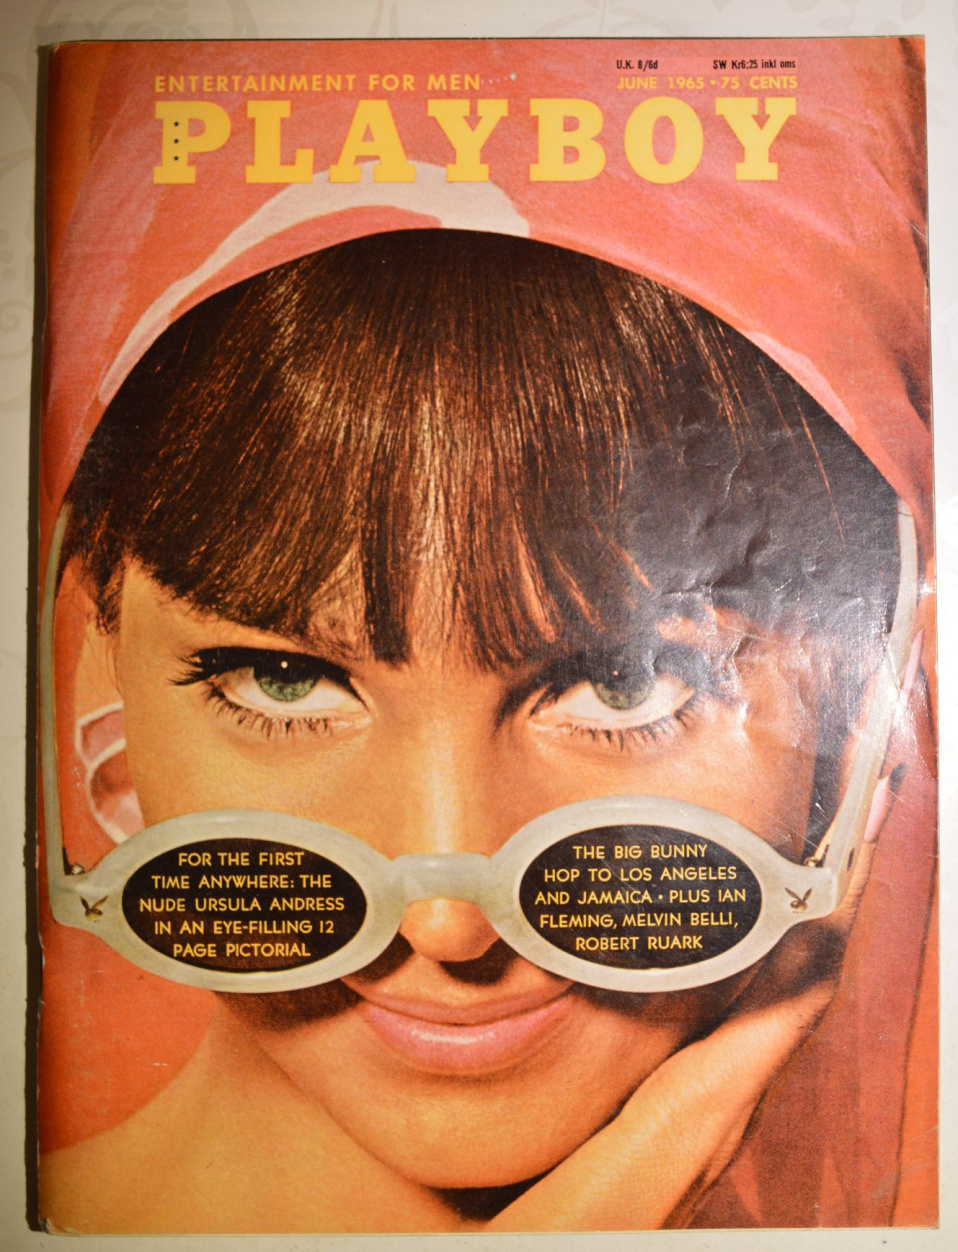 U.K. 8/6d SW Kr6:25 inkl oms
ENTERTAINMENT FOR MEN JUNE 1965 • 75 CENTS
PLAYBOY
FOR THE FIRST
TIME ANYWHERE: THE
NUDE URSULA ANDRESS
IN AN EYE-FILLING 12
PAGE PICTORIAL
THE BIG BUNNY
HOP TO LOS ANGELES
AND JAMAICA • PLUS IAN
FLEMING, MELVIN BELLI,
ROBERT RUARK